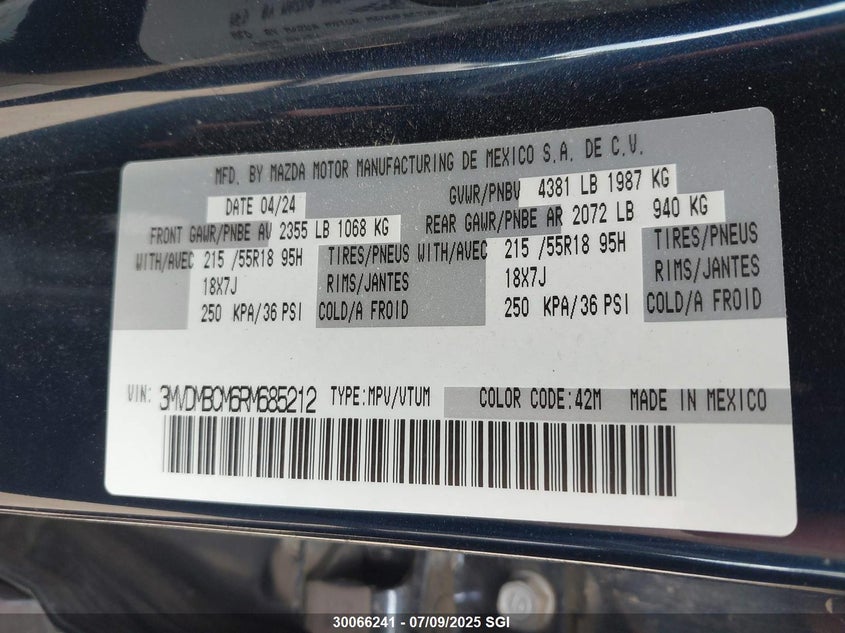 MFD. BY MAZDA MOTOR MANUFACTURING DE MEXICO S.A. DE C.V.
DATE 04/24 GVWR/PNBV 4381 LB 1987 KG
FRONT GAWR/PNBE AV 2355 LB 1068 KG REAR GAWR/PNBE AR 2072 LB 940 KG
WITH/AVEC 215 /55R18 95H TIRES/PNEUS WITH/AVEC 215 /55R18 95H TIRES/PNEUS
18X7J RIMS/JANTES 18X7J RIMS/JANTES
250 KPA/36 PSI COLD/A FROID 250 KPA/36 PSI COLD/A FROID
VIN: 3MVDMBCM6RM685212 TYPE:MPV/VTUM COLOR CODE:42M MADE IN MEXICO
30066241 - 07/09/2025 SGI